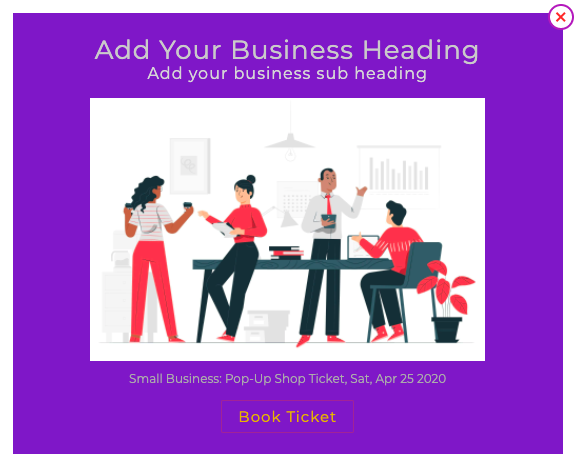 Add Your Business Heading
Add your business sub heading
Small Business: Pop-Up Shop Ticket, Sat, Apr 25 2020
Book Ticket